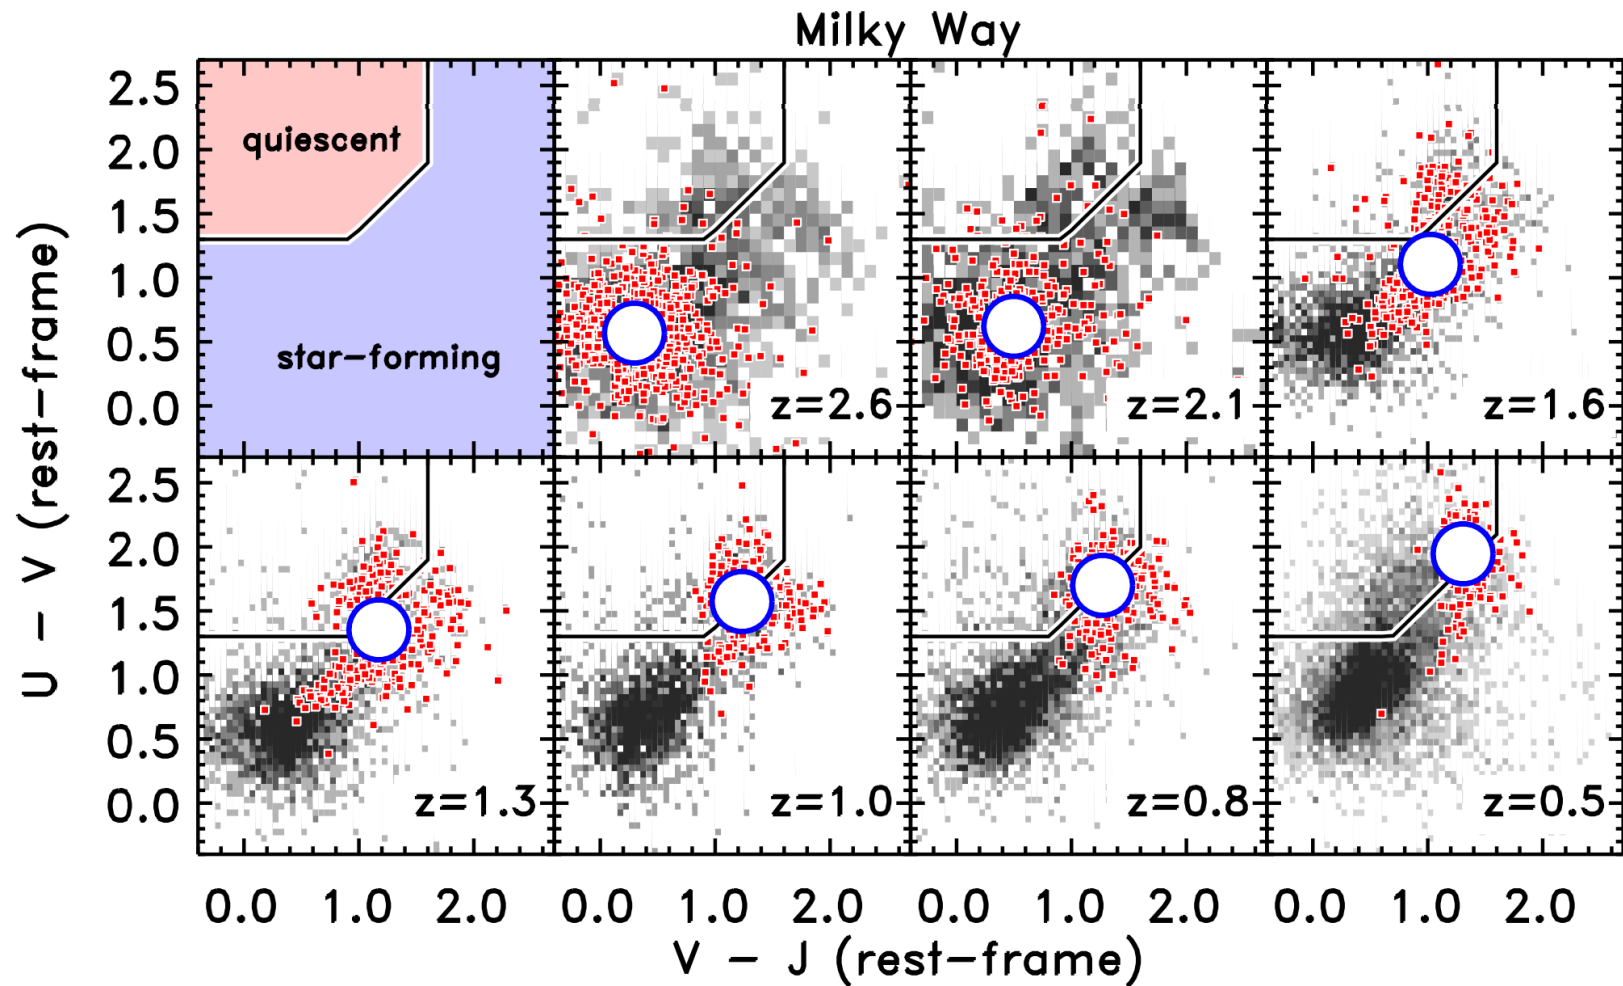 Milky Way
U − V (rest−frame)
2.5
2.0
1.5
1.0
0.5
0.0
quiescent
star−forming
z=2.6
z=2.1
z=1.6
2.5
2.0
1.5
1.0
0.5
0.0
z=1.3
z=1.0
z=0.8
z=0.5
0.0 1.0 2.0 0.0 1.0 2.0 0.0 1.0 2.0 0.0 1.0 2.0
V − J (rest−frame)